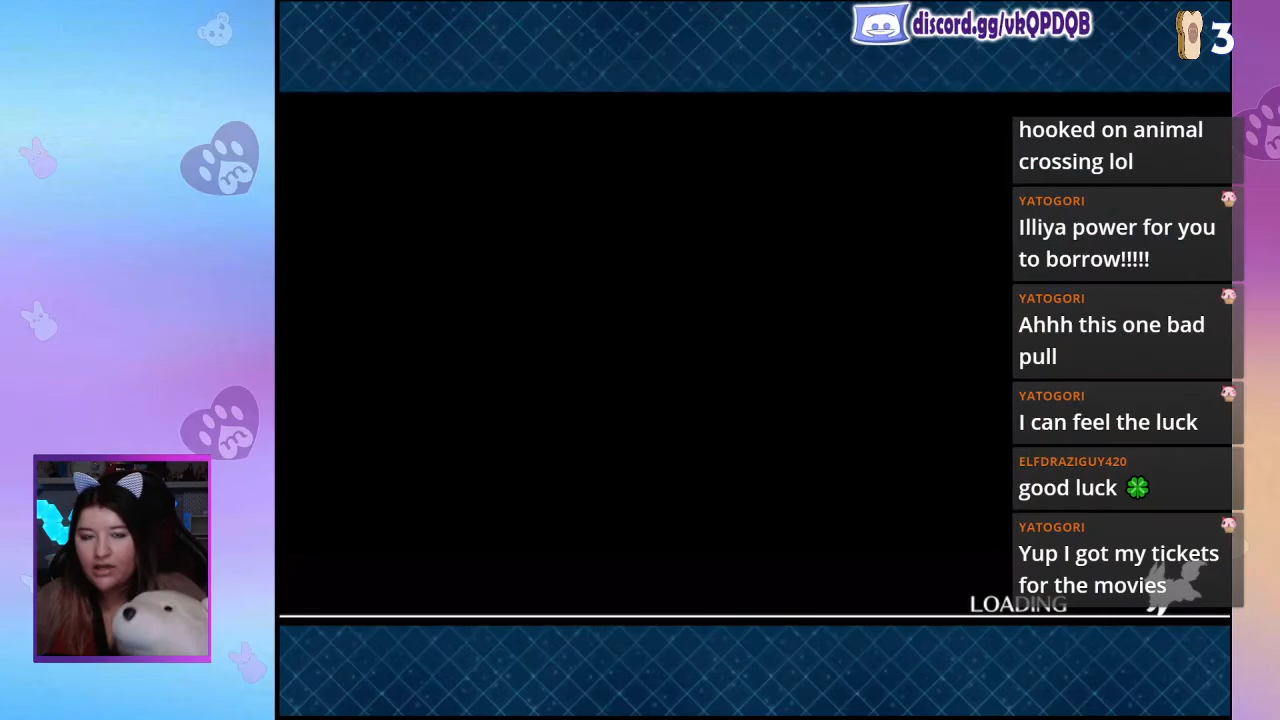 discord.gg/vkQPDQB
3
hooked on animal
crossing lol
YATOGORI
Illiya power for you
to borrow!!!!!
YATOGORI
Ahhh this one bad
pull
YATOGORI
I can feel the luck
ELFDRAZIGUY420
good luck 🍀
YATOGORI
Yup I got my tickets
for the movies
LOADING